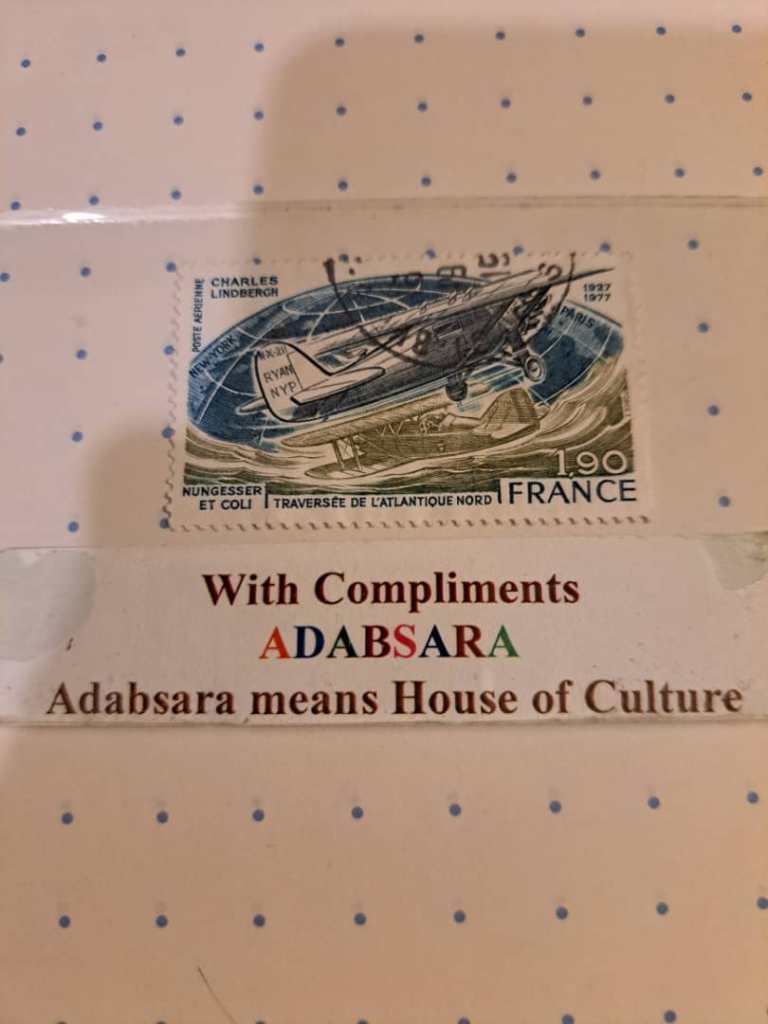 POSTE AERIENNE
CHARLES
LINDBERGH
1927
1977
NEW-YORK
PARIS
RYAN
NYP
1,90
NUNGESSER
ET COLI
TRAVERSÉE DE L'ATLANTIQUE NORD
FRANCE
With Compliments
ADABSARA
Adabsara means House of Culture